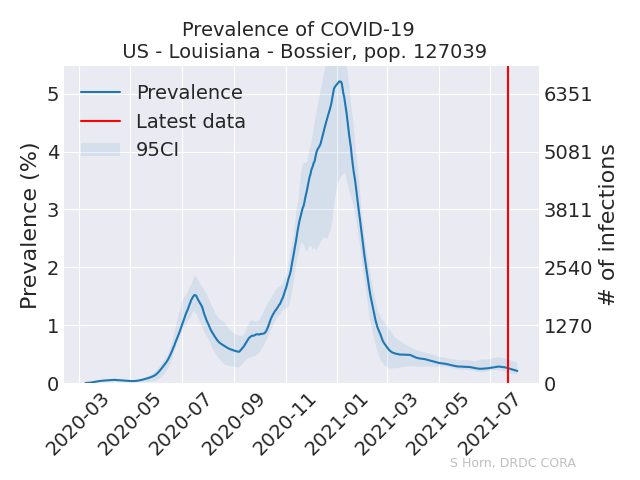 Prevalence of COVID-19
US - Louisiana - Bossier, pop. 127039
Prevalence
Latest data
95CI
Prevalence (%)
5
4
3
2
1
0
6351
5081
3811
2540
1270
0
# of infections
2020-03
2020-05
2020-07
2020-09
2020-11
2021-01
2021-03
2021-05
2021-07
S Horn, DRDC CORA